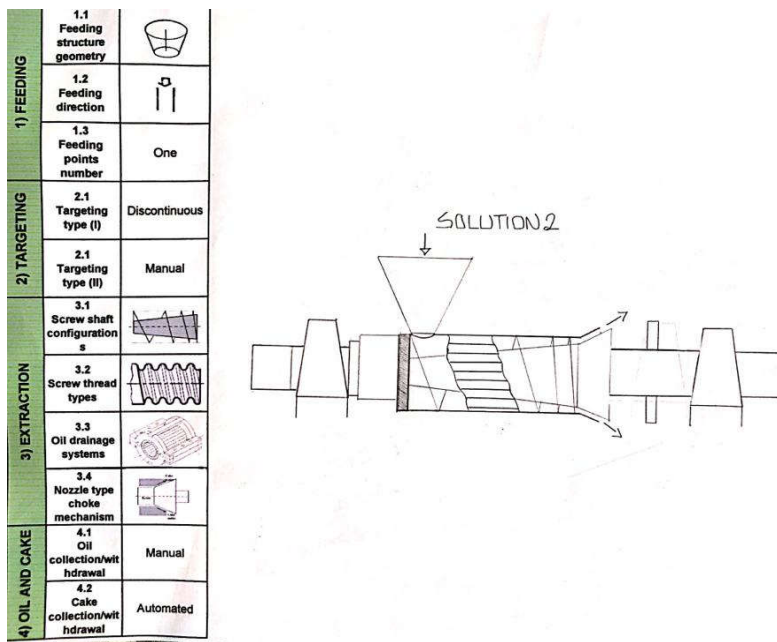 1) FEEDING
1.1
Feeding
structure
geometry
1.2
Feeding
direction
1.3
Feeding
points
number
One
2) TARGETING
2.1
Targeting
type (I)
Discontinuous
2.1
Targeting
type (II)
Manual
3) EXTRACTION
3.1
Screw shaft
configuration
s
3.2
Screw thread
types
3.3
Oil drainage
systems
3.4
Nozzle type
choke
mechanism
4) OIL AND CAKE
4.1
Oil
collection/wit
hdrawal
Manual
4.2
Cake
collection/wit
hdrawal
Automated
SOLUTION 2